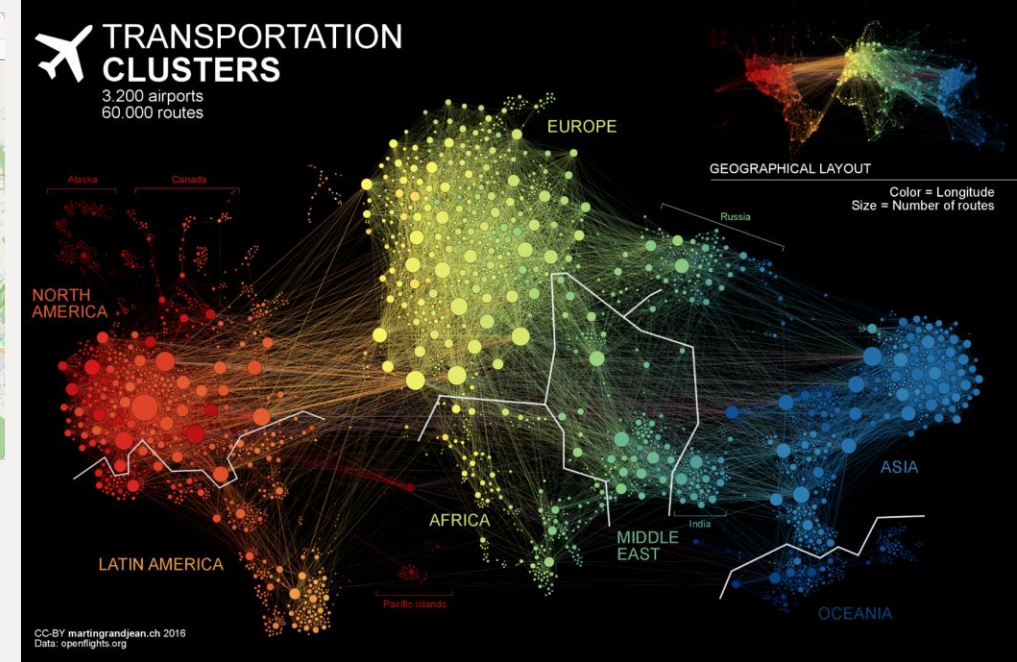 TRANSPORTATION
CLUSTERS
3.200 airports
60.000 routes
EUROPE
GEOGRAPHICAL LAYOUT
Color = Longitude
Size = Number of routes
Alaska
Canada
Russia
NORTH
AMERICA
ASIA
AFRICA
India
MIDDLE
EAST
LATIN AMERICA
Pacific islands
OCEANIA
CC-BY martingrandjean.ch 2016
Data: openflights.org